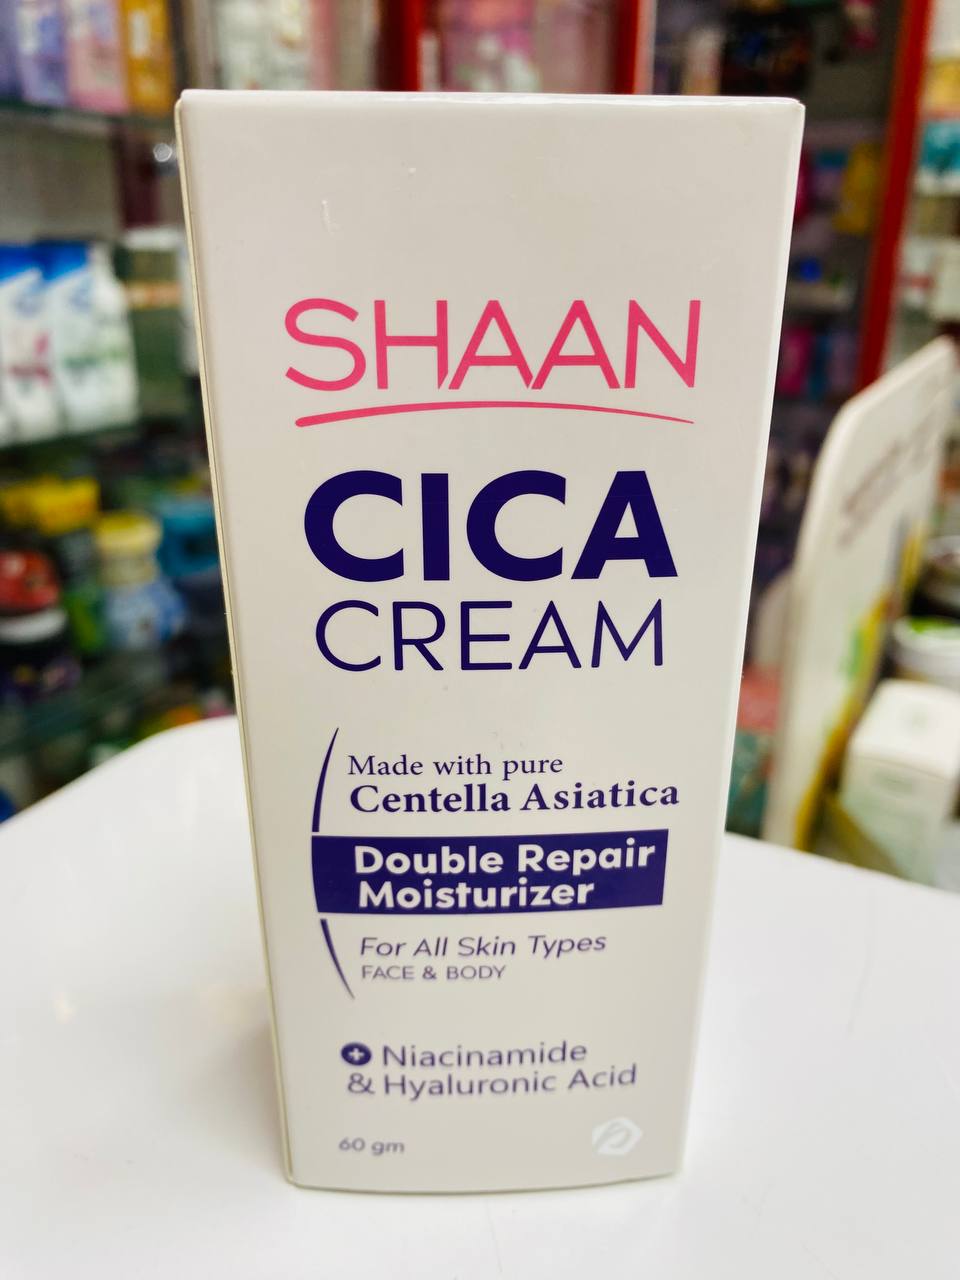 SHAAN
CICA
CREAM
Made with pure
Centella Asiatica
Double Repair
Moisturizer
For All Skin Types
FACE & BODY
+ Niacinamide
& Hyaluronic Acid
60 gm